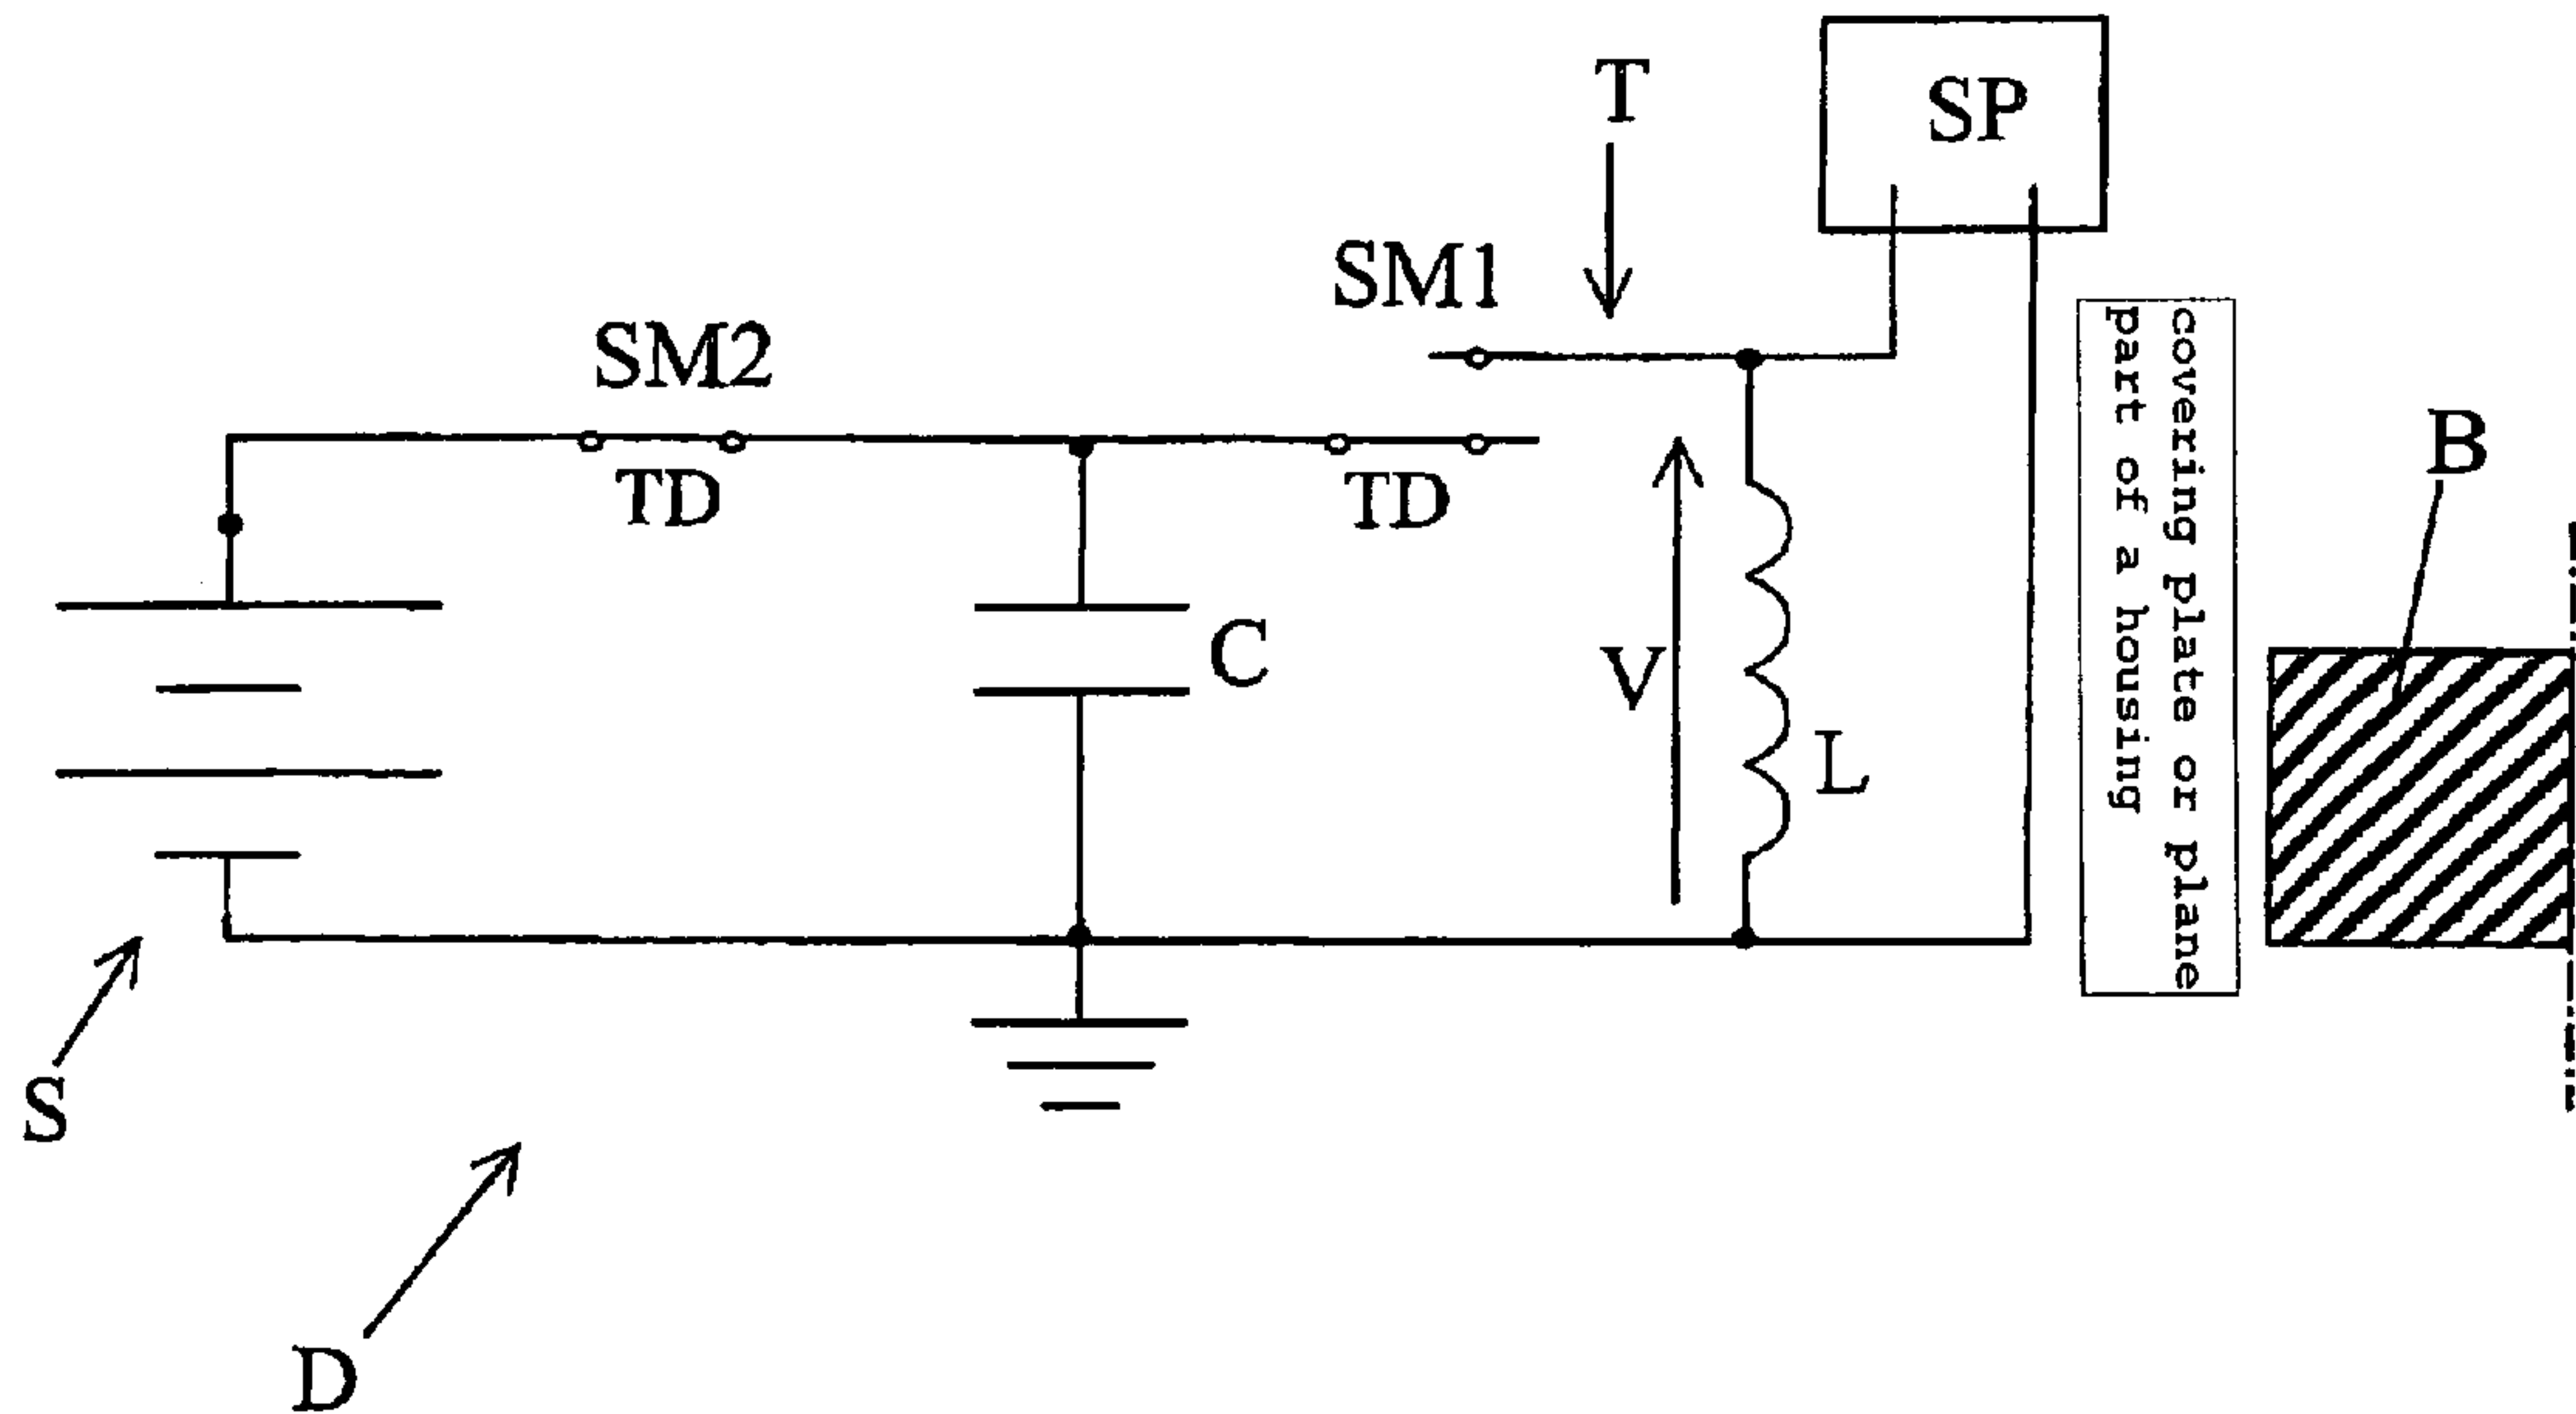 SP
T
SM1
SM2
TD
TD
covering plate or plane
part of a housing
B
C
V
L
S
D